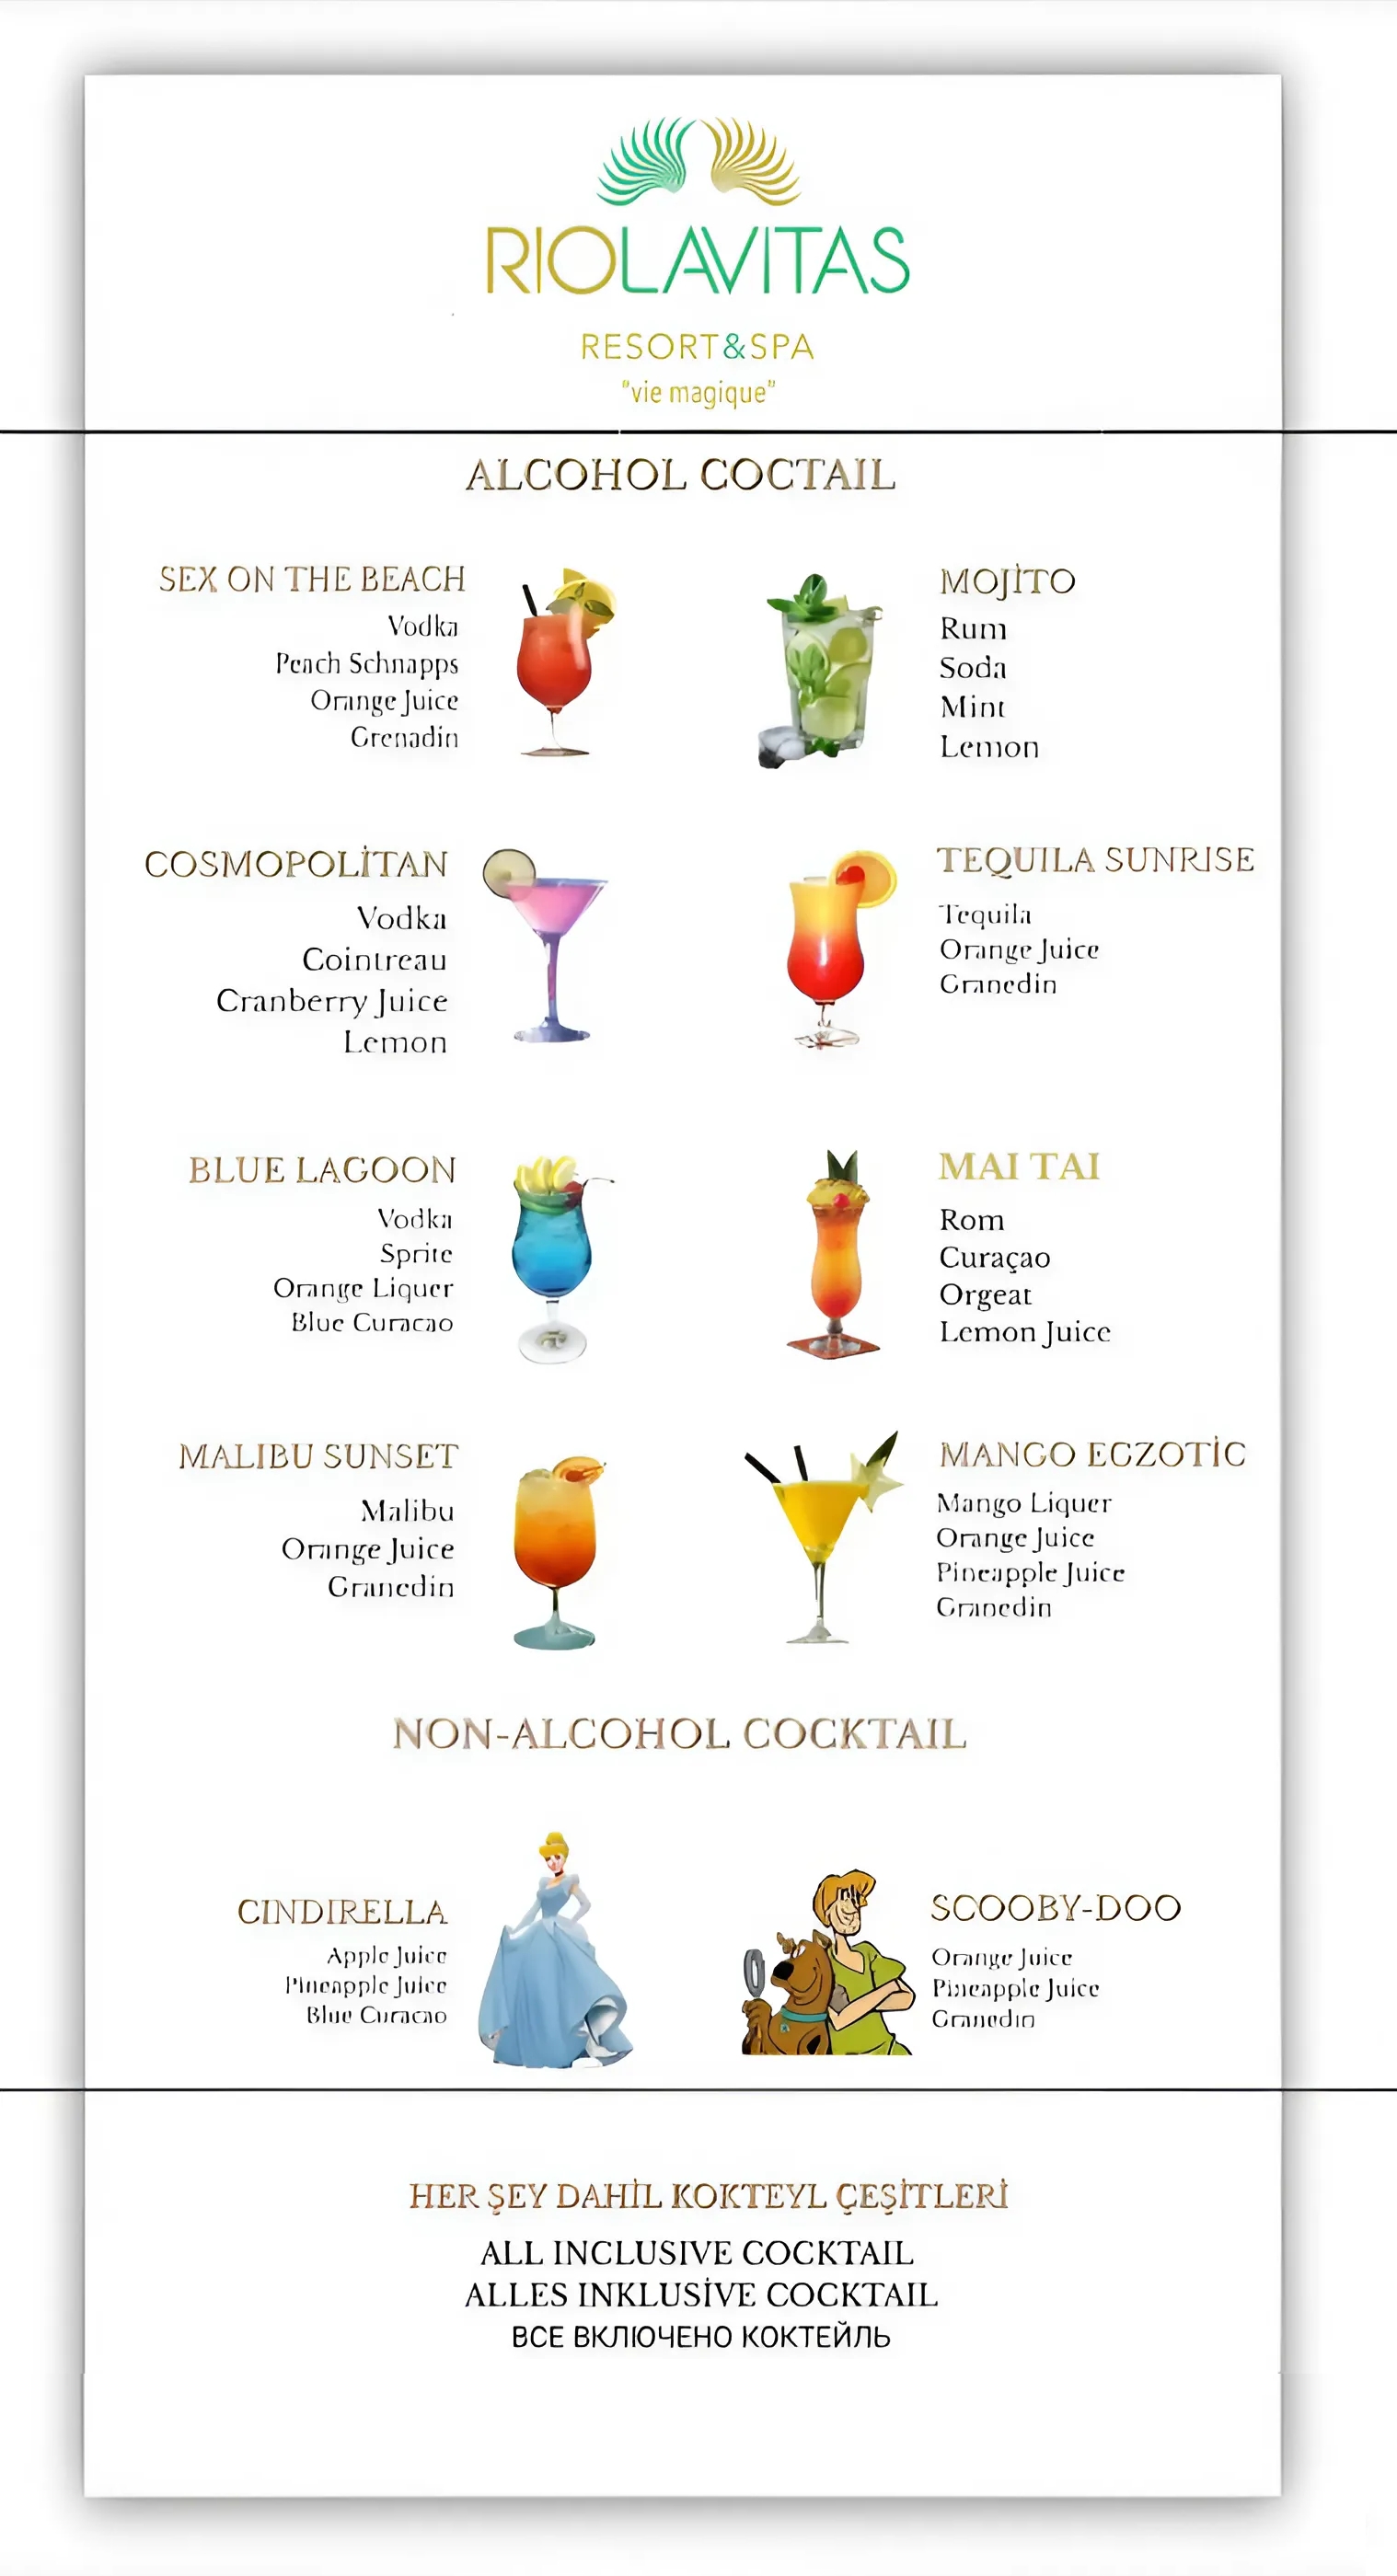 RIOLAVITAS
RESORT&SPA
"vie magique"
ALCOHOL COCTAIL
SEX ON THE BEACH
Vodka
Peach Schnapps
Orange Juice
Grenadin
MOJİTO
Rum
Soda
Mint
Lemon
COSMOPOLİTAN
Vodka
Cointreau
Cranberry Juice
Lemon
TEQUILA SUNRISE
Tequila
Orange Juice
Granedin
BLUE LAGOON
Vodka
Sprite
Orange Liquer
Blue Curacao
MAI TAI
Rom
Curaçao
Orgeat
Lemon Juice
MALIBU SUNSET
Malibu
Orange Juice
Granedin
MANGO EGZOTİC
Mango Liquer
Orange Juice
Pineapple Juice
Granedin
NON-ALCOHOL COCKTAIL
CINDIRELLA
Apple Juice
Pineapple Juice
Blue Curacao
SCOOBY-DOO
Orange Juice
Pineapple Juice
Granedin
HER ŞEY DAHİL KOKTEYL ÇEŞİTLERİ
ALL INCLUSIVE COCKTAIL
ALLES INKLUSİVE COCKTAIL
ВСЕ ВКЛЮЧЕНО КОКТЕЙЛЬ